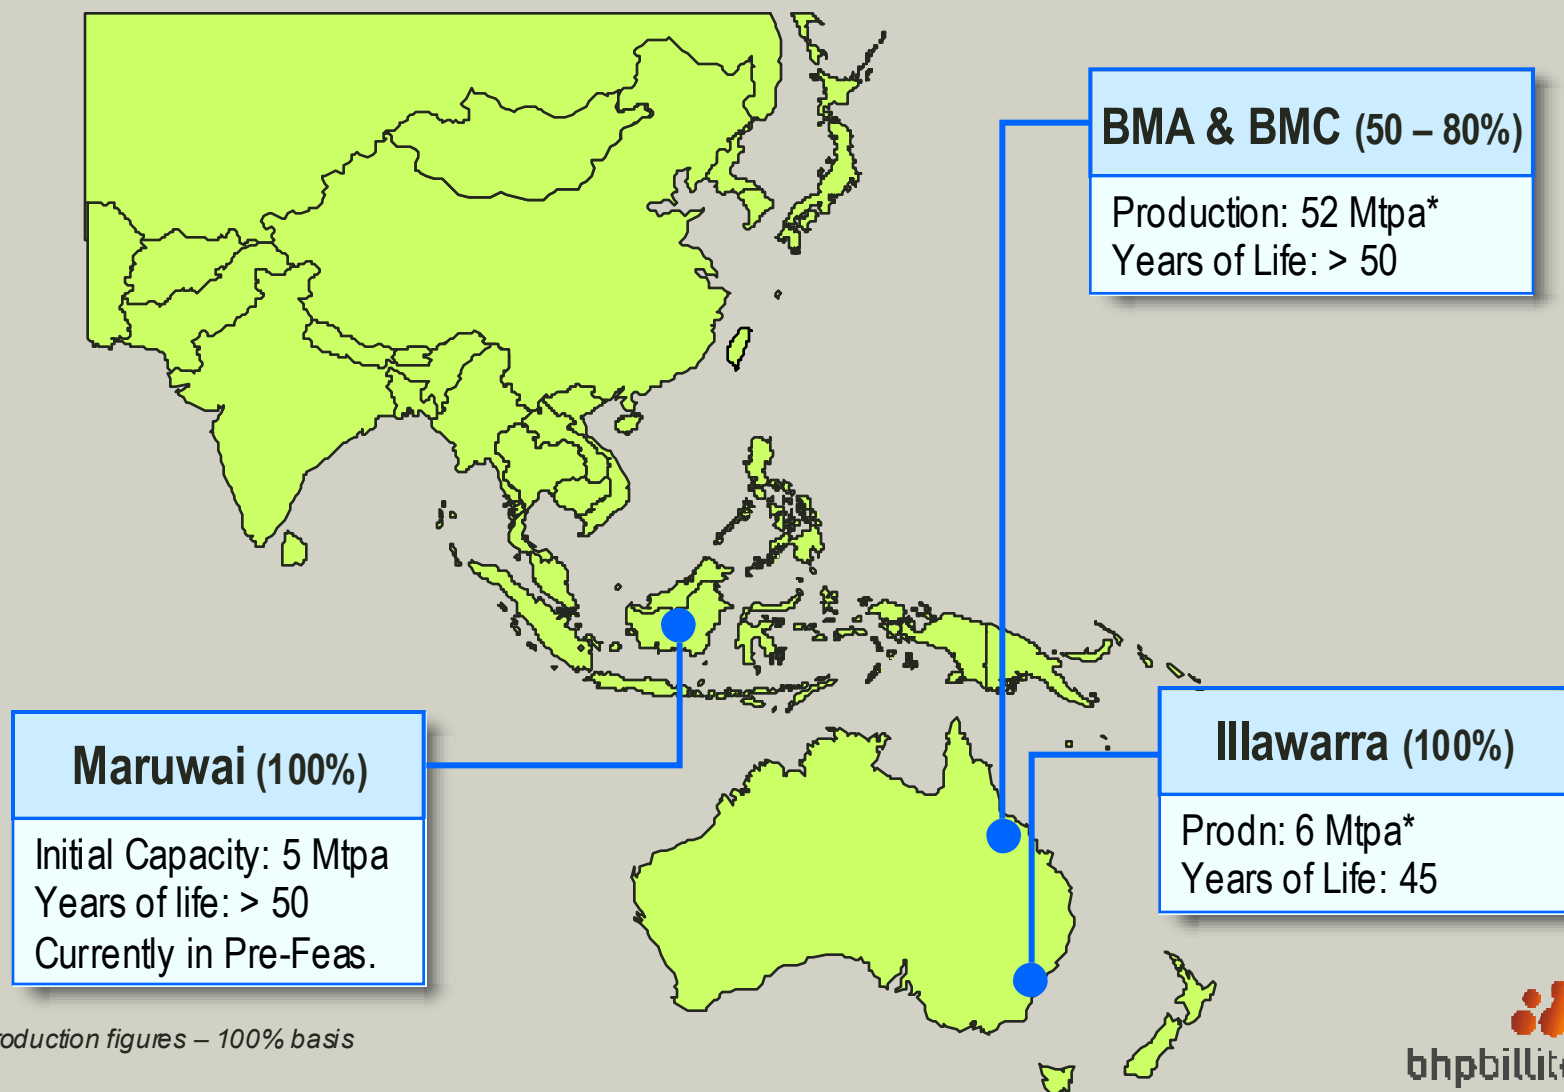 BMA & BMC (50 – 80%)
Production: 52 Mtpa*
Years of Life: > 50
Maruwai (100%)
Initial Capacity: 5 Mtpa
Years of life: > 50
Currently in Pre-Feas.
Illawarra (100%)
Prodn: 6 Mtpa*
Years of Life: 45
roduction figures – 100% basis
bhpbillit